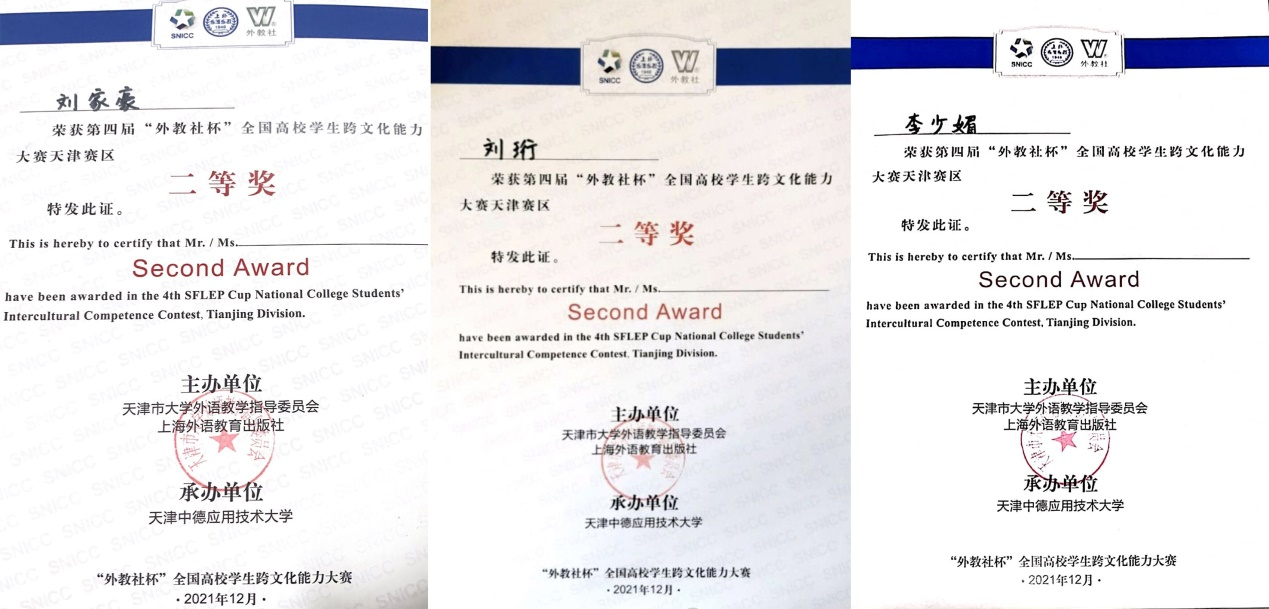 SNICC
外教社
刘家豪
荣获第四届“外教社杯”全国高校学生跨文化能力
大赛天津赛区
二等奖
特发此证。
This is hereby to certify that Mr. / Ms.
Second Award
have been awarded in the 4th SFLEP Cup National College Students’
Intercultural Competence Contest, Tianjing Division.
主办单位
天津市大学外语教学指导委员会
上海外语教育出版社
承办单位
天津中德应用技术大学
“外教社杯”全国高校学生跨文化能力大赛
·2021年12月·
SNICC
外教社
刘珩
荣获第四届“外教社杯”全国高校学生跨文化能力
大赛天津赛区
二等奖
特发此证。
This is hereby to certify that Mr. / Ms.
Second Award
have been awarded in the 4th SFLEP Cup National College Students’
Intercultural Competence Contest, Tianjing Division.
主办单位
天津市大学外语教学指导委员会
上海外语教育出版社
承办单位
天津中德应用技术大学
“外教社杯”全国高校学生跨文化能力大赛
·2021年12月·
SNICC
外教社
李少媚
荣获第四届“外教社杯”全国高校学生跨文化能力
大赛天津赛区
二等奖
特发此证。
This is hereby to certify that Mr. / Ms.
Second Award
have been awarded in the 4th SFLEP Cup National College Students’
Intercultural Competence Contest, Tianjing Division.
主办单位
天津市大学外语教学指导委员会
上海外语教育出版社
承办单位
天津中德应用技术大学
“外教社杯”全国高校学生跨文化能力大赛
·2021年12月·